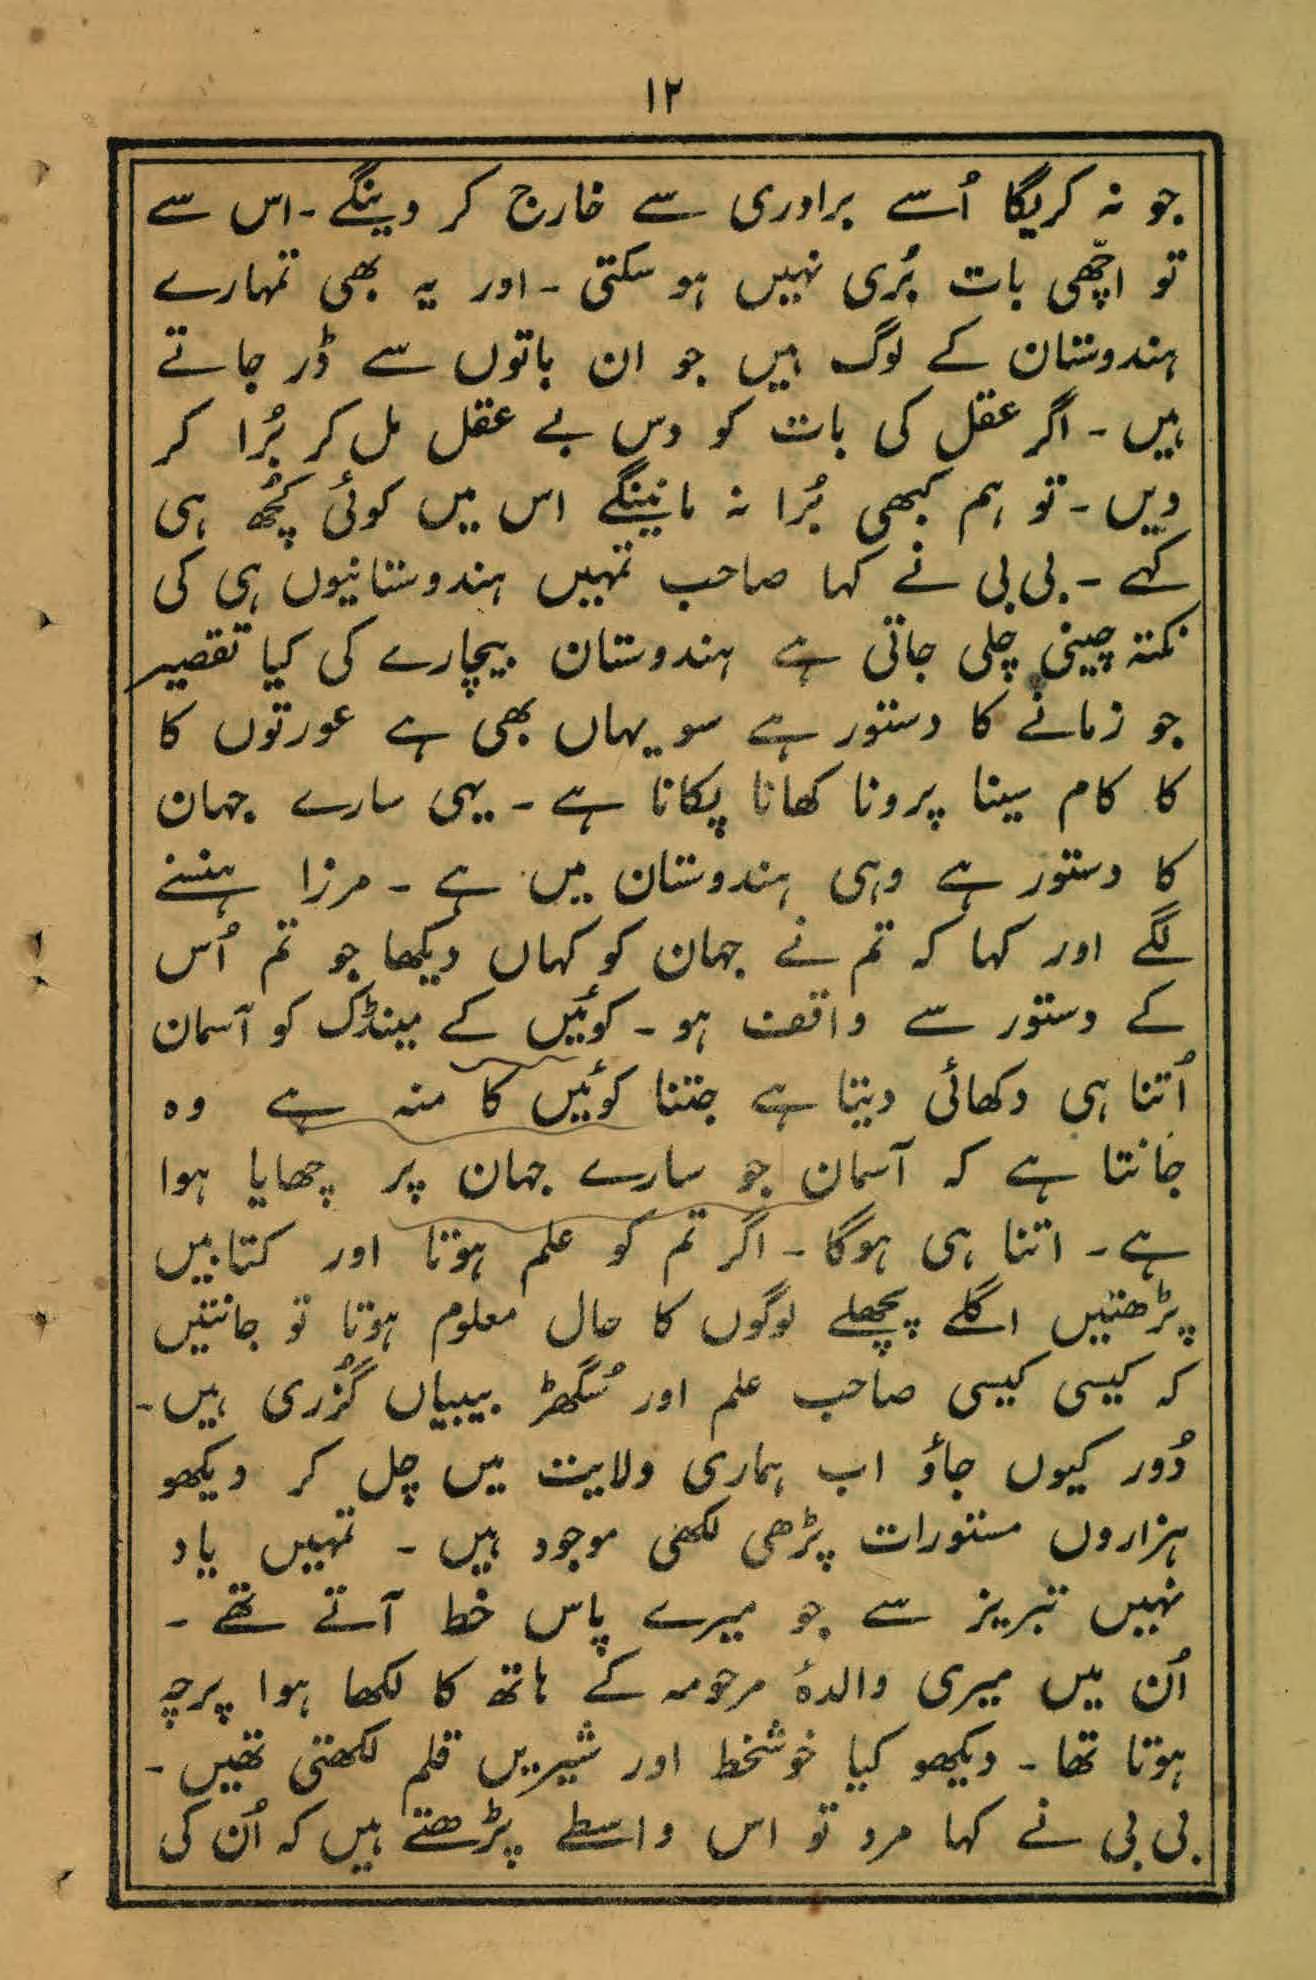 ۱۲
جو نہ کریگا اُسے برادری سے خارج کر دینگے ۔ اس سے
تو اچھّی بات بُری نہیں ہو سکتی ۔ اور یہ بھی تمہارے
ہندوستان کے لوگ ہیں جو ان باتوں سے ڈر جاتے
ہیں ۔ اگر عقل کی بات کو دس بے عقل مل کر بُرا کر
دیں ۔ تو ہم کبھی بُرا نہ مانینگے اس میں کوئی کچُھ ہی
کہے ۔ بی بی نے کہا صاحب تمہیں ہندوستانیوں ہی کی
نکتہ چینی چلی جاتی ہے ہندوستان بیچارے کی کیا تقصیر
جو زمانے کا دستور ہے سو یہاں بھی ہے عورتوں کا
کا کام سینا پرونا کھانا پکانا ہے ۔ یہی سارے جہان
کا دستور ہے وہی ہندوستان میں ہے ۔ مرزا ہنسنے
لگے اور کہا کہ تم نے جہان کو کہاں دیکھا جو تم اُس
کے دستور سے واقف ہو ۔ کوئیں کے مینڈک کو آسمان
اُتنا ہی دکھائی دیتا ہے جتنا کوئیں کا منہ ہے وہ
جانتا ہے کہ آسمان جو سارے جہان پر چھایا ہوا
ہے ۔ اتنا ہی ہوگا ۔ اگر تم کو علم ہوتا اور کتابیں
پڑھتیں اگلے پچھلے لوگوں کا حال معلوم ہوتا تو جانتیں
کہ کیسی کیسی صاحب علم اور سُگھڑ بیبیاں گزُری ہیں ۔
دُور کیوں جاؤ اب ہماری ولایت میں چل کر دیکھو
ہزاروں مستورات پڑھی لکھی موجود ہیں ۔ تمہیں یاد
نہیں تبریز سے جو میرے پاس خط آتے تھے ۔
اُن میں میری والدۂ مرحومہ کے ہاتھ کا لکھا ہوا پرچہ
ہوتا تھا ۔ دیکھو کیا خوشخط اور شیریں قلم لکھتی تھیں ۔
بی بی نے کہا مرد تو اس واسطے پڑھتے ہیں کہ اُن کی